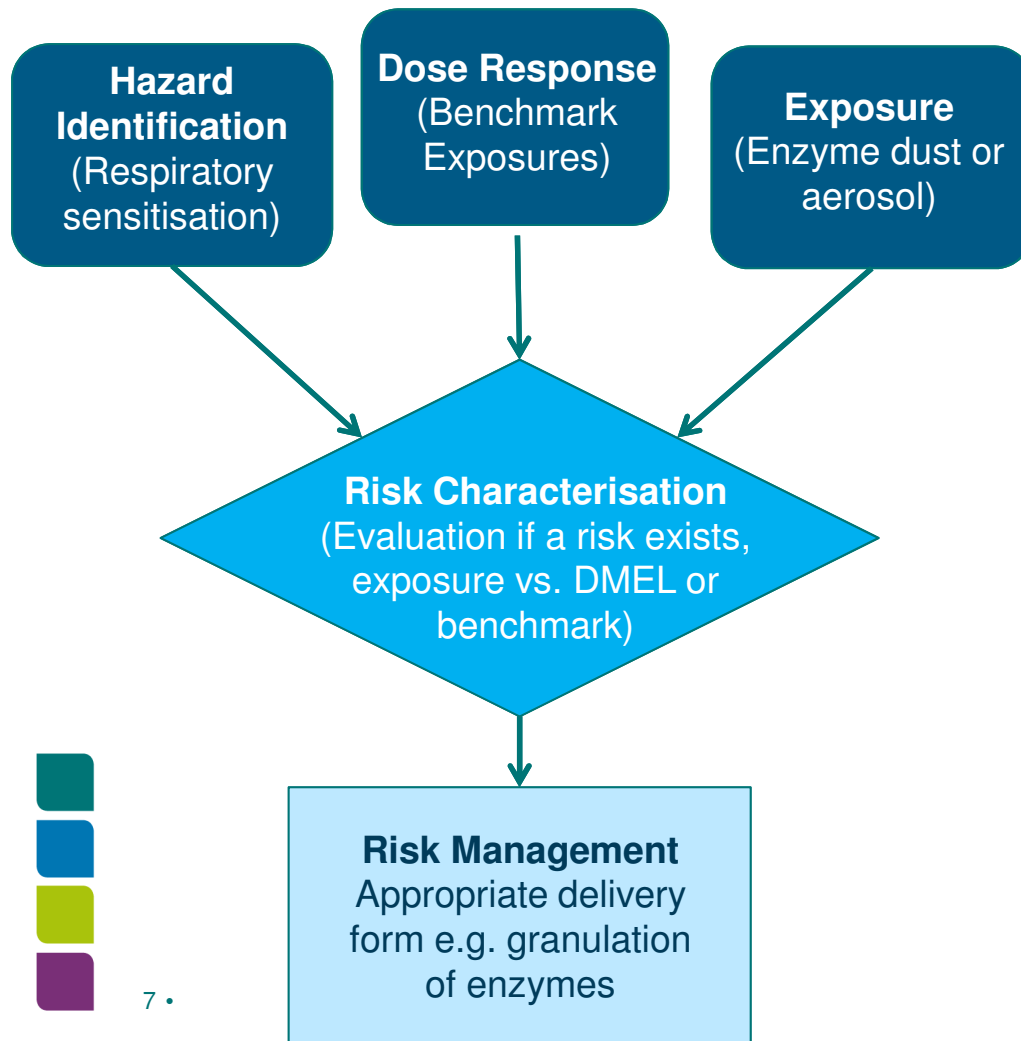 Hazard
Identification
(Respiratory
sensitisation)
Dose Response
(Benchmark
Exposures)
Exposure
(Enzyme dust or
aerosol)
Risk Characterisation
(Evaluation if a risk exists,
exposure vs. DMEL or
benchmark)
Risk Management
Appropriate delivery
form e.g. granulation
of enzymes
7 •